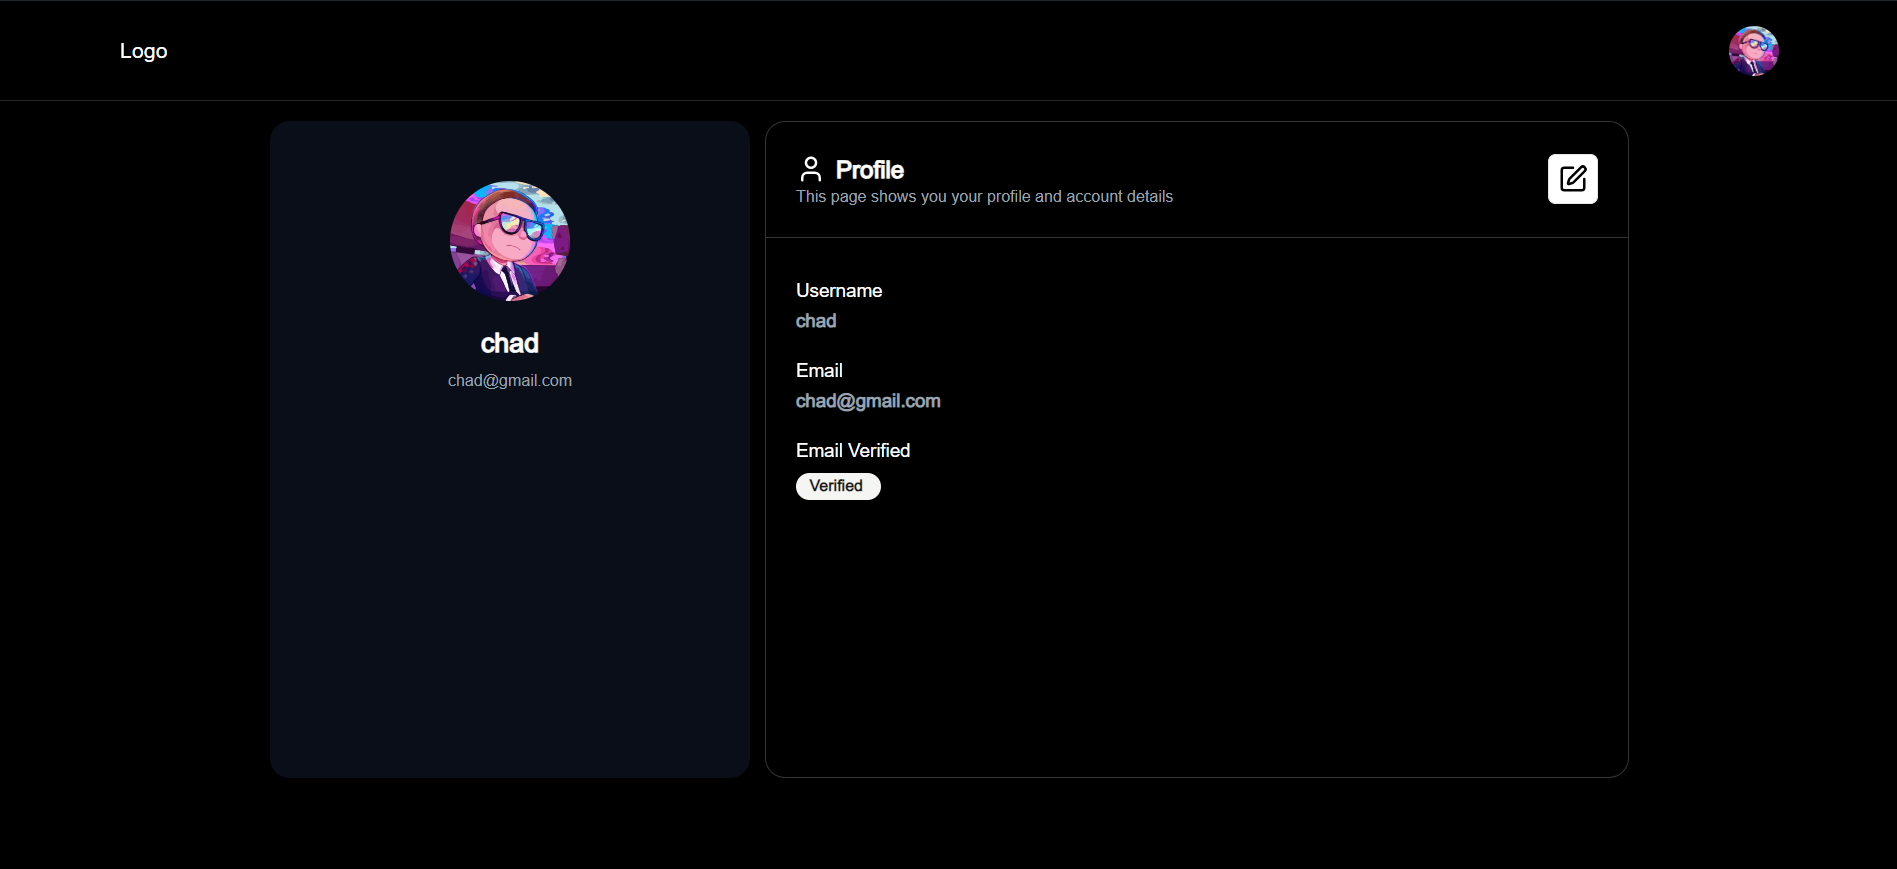 Logo
chad
chad@gmail.com
Profile
This page shows you your profile and account details
Username
chad
Email
chad@gmail.com
Email Verified
Verified